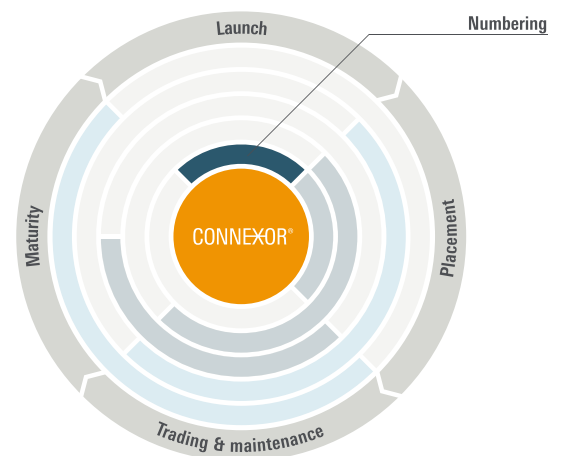 Numbering
Launch
Maturity
CONNEXOR®
Placement
Trading & maintenance